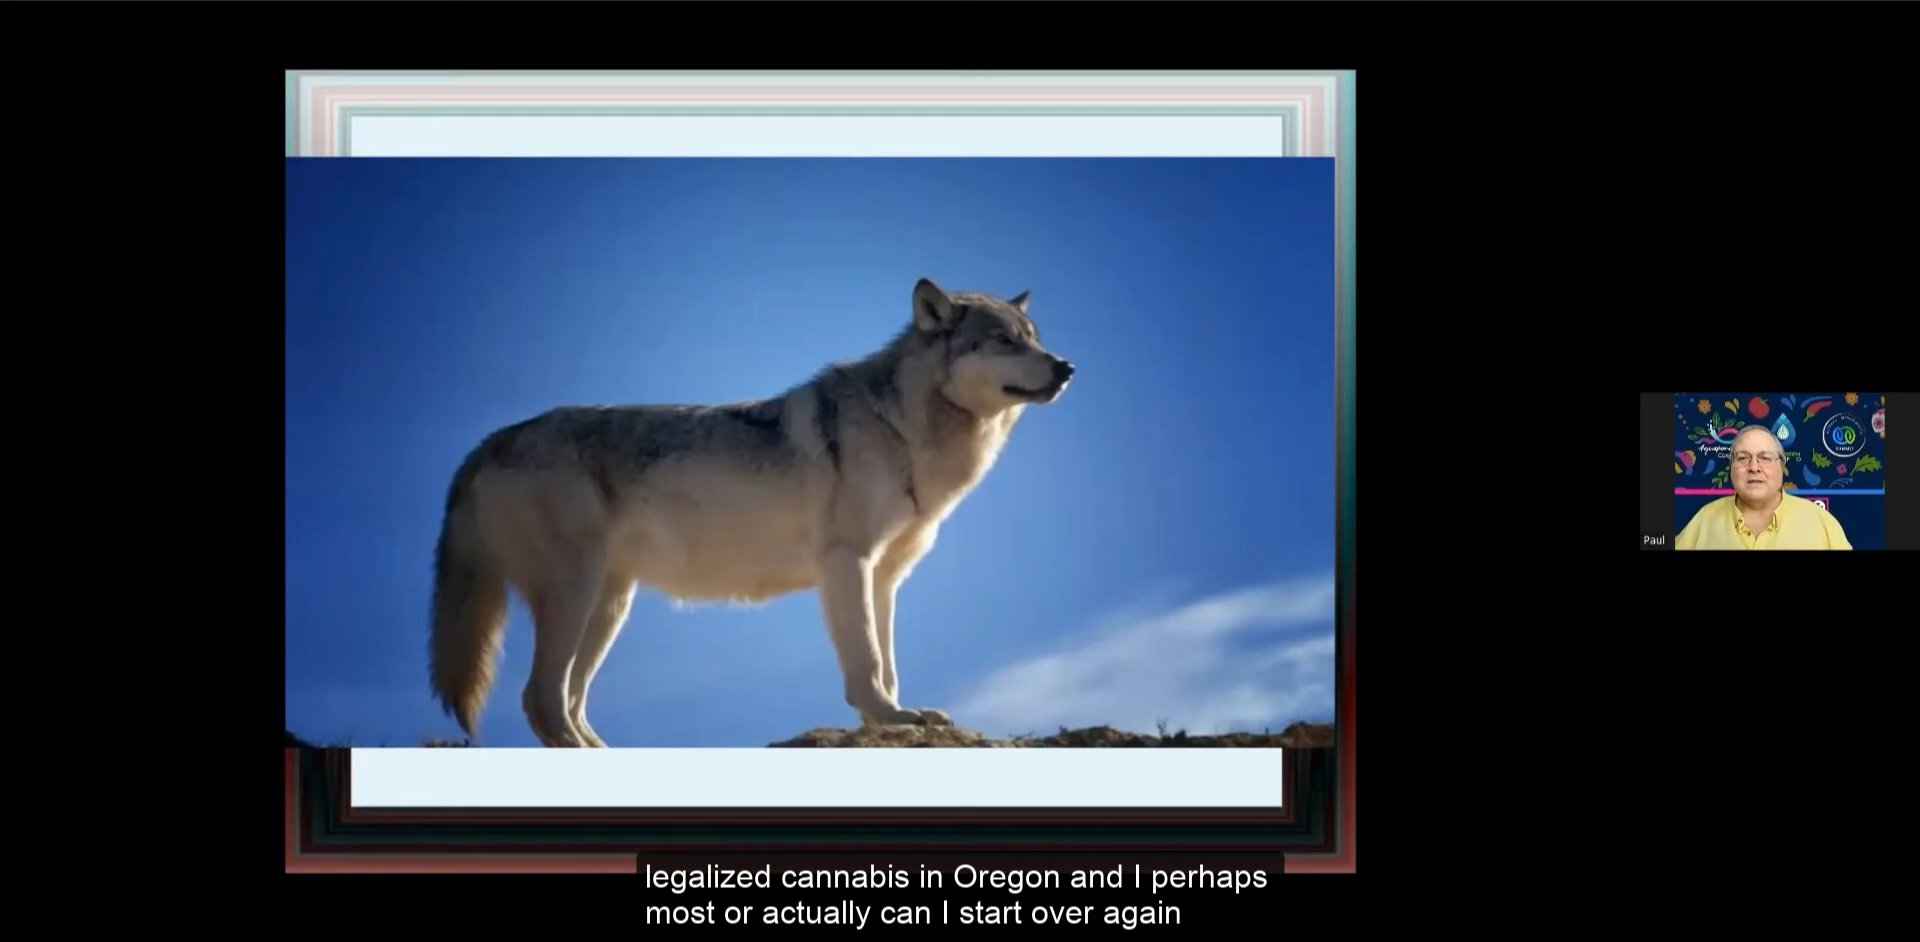 Paul
legalized cannabis in Oregon and I perhaps
most or actually can I start over again